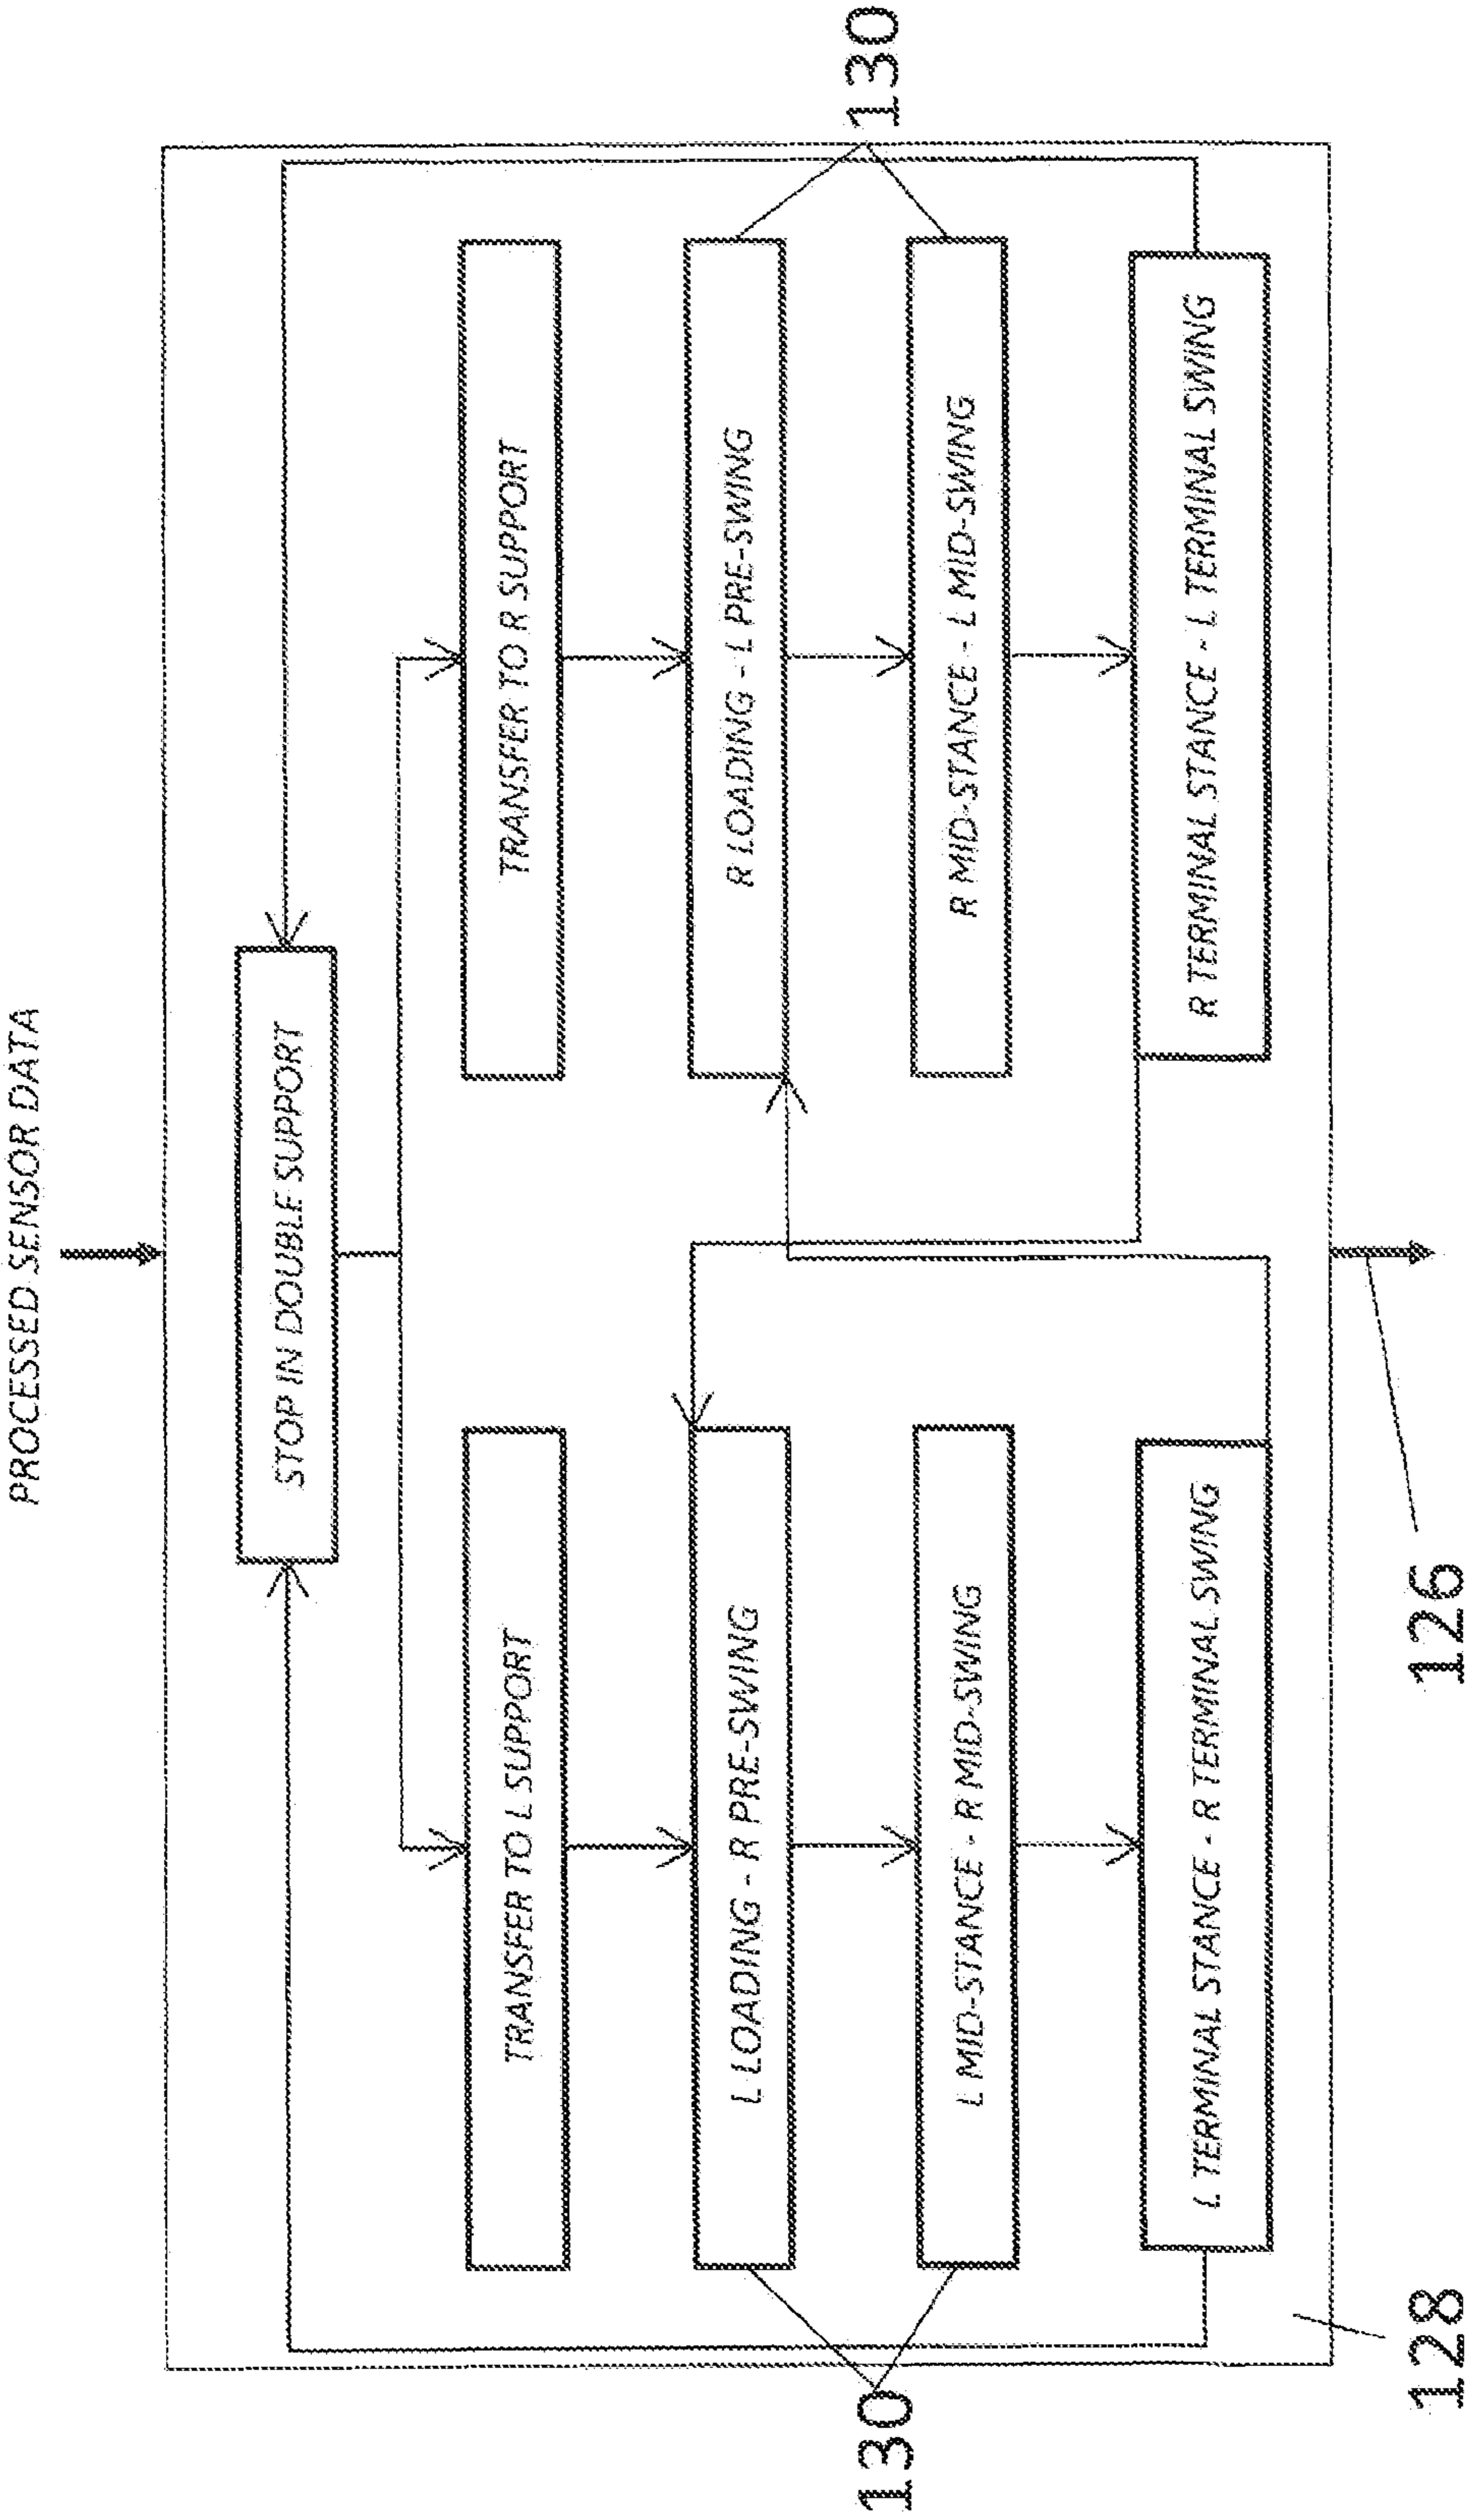 PROCESSED SENSOR DATA
STOP IN DOUBLE SUPPORT
TRANSFER TO L SUPPORT
TRANSFER TO R SUPPORT
L LOADING - R PRE-SWING
R LOADING - L PRE-SWING
130
130
L MID-STANCE - R MID-SWING
R MID-STANCE - L MID-SWING
L TERMINAL STANCE - R TERMINAL SWING
R TERMINAL STANCE - L TERMINAL SWING
128
126